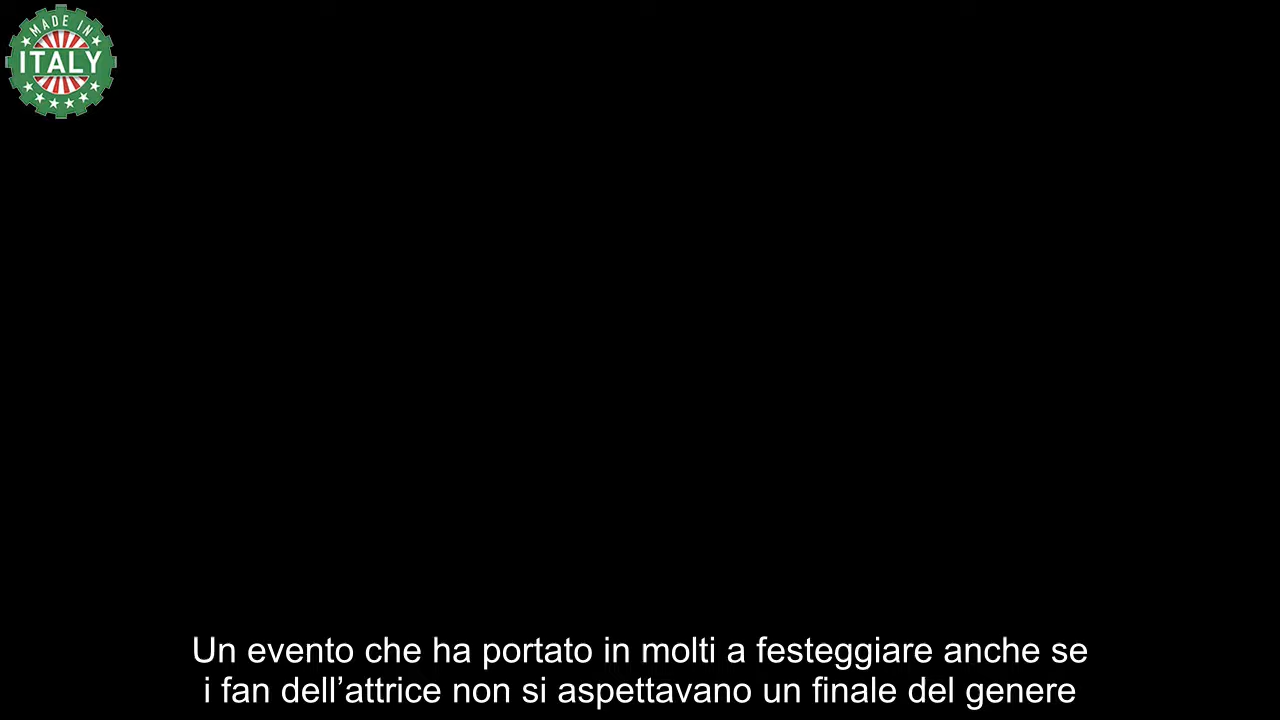 MADE IN
ITALY
Un evento che ha portato in molti a festeggiare anche se
i fan dell’attrice non si aspettavano un finale del genere